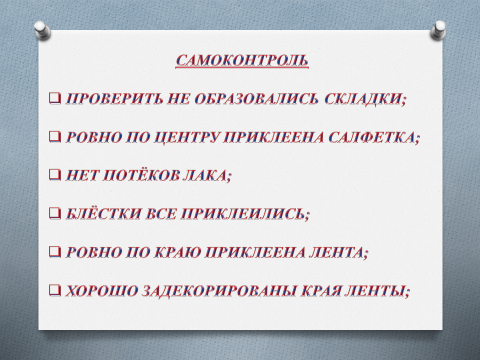 САМОКОНТРОЛЬ
❑ ПРОВЕРИТЬ НЕ ОБРАЗОВАЛИСЬ СКЛАДКИ;
❑ РОВНО ПО ЦЕНТРУ ПРИКЛЕЕНА САЛФЕТКА;
❑ НЕТ ПОТЁКОВ ЛАКА;
❑ БЛЁСТКИ ВСЕ ПРИКЛЕИЛИСЬ;
❑ РОВНО ПО КРАЮ ПРИКЛЕЕНА ЛЕНТА;
❑ ХОРОШО ЗАДЕКОРИРОВАНЫ КРАЯ ЛЕНТЫ;